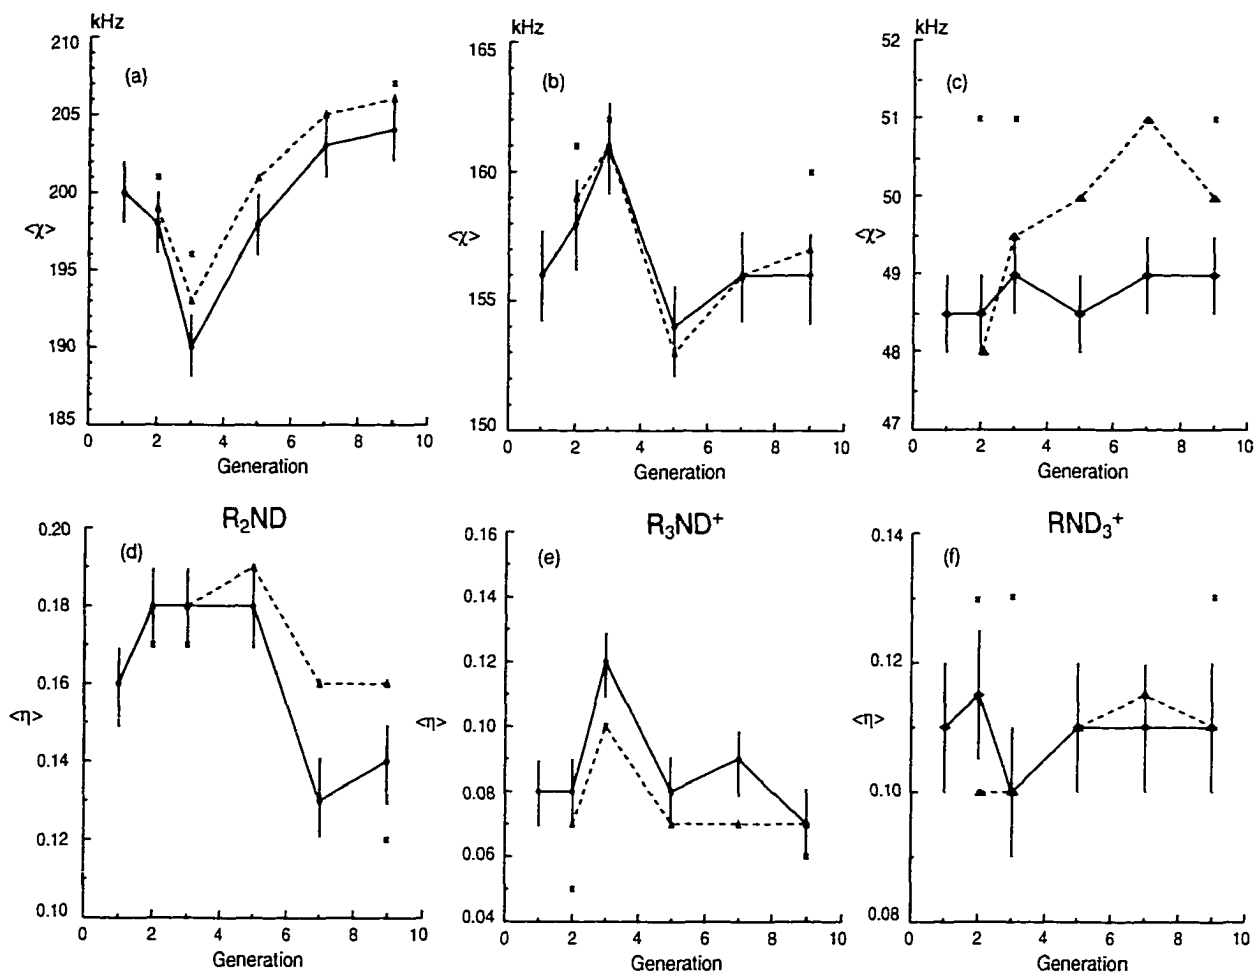 kHz
210
205
200
195
190
185
(a)
<χ>
0 2 4 6 8 10
Generation
kHz
165
160
155
150
(b)
<χ>
0 2 4 6 8 10
Generation
kHz
52
51
50
49
48
47
(c)
<χ>
0 2 4 6 8 10
Generation
R₂ND
0.20
0.18
0.16
0.14
0.12
0.10
(d)
<η>
0 2 4 6 8 10
Generation
R₃ND⁺
0.16
0.14
0.12
0.10
0.08
0.06
0.04
(e)
<η>
0 2 4 6 8 10
Generation
RND₃⁺
0.14
0.12
0.10
0.08
(f)
<η>
0 2 4 6 8 10
Generation